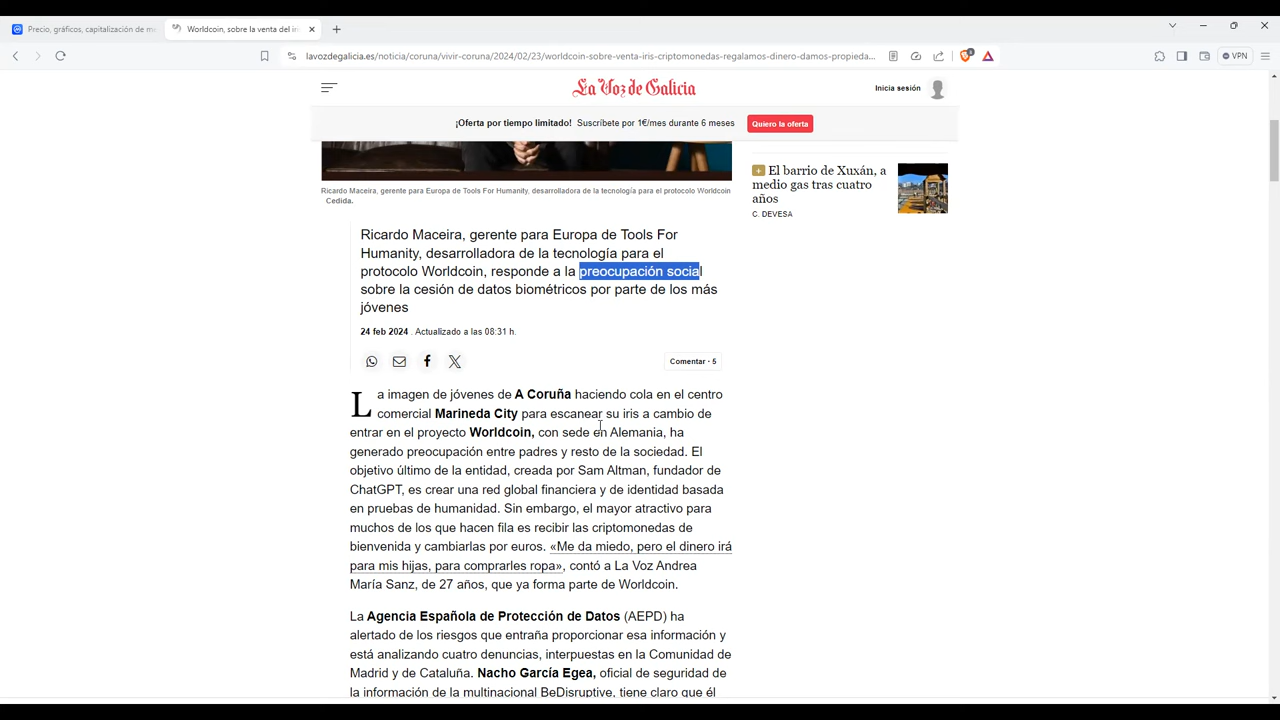 Precio, gráficos, capitalización de me
Worldcoin, sobre la venta del iri
lavozdegalicia.es/noticia/coruna/vivir-coruna/2024/02/23/worldcoin-sobre-venta-iris-criptomonedas-regalamos-dinero-damos-propieda...
VPN
La Voz de Galicia
Inicia sesión
¡Oferta por tiempo limitado! Suscríbete por 1€/mes durante 6 meses
Quiero la oferta
Ricardo Maceira, gerente para Europa de Tools For Humanity, desarrolladora de la tecnología para el protocolo Worldcoin
Cedida.
El barrio de Xuxán, a
medio gas tras cuatro
años
C. DEVESA
Ricardo Maceira, gerente para Europa de Tools For
Humanity, desarrolladora de la tecnología para el
protocolo Worldcoin, responde a la preocupación social
sobre la cesión de datos biométricos por parte de los más
jóvenes
24 feb 2024 . Actualizado a las 08:31 h.
Comentar · 5
La imagen de jóvenes de A Coruña haciendo cola en el centro
comercial Marineda City para escanear su iris a cambio de
entrar en el proyecto Worldcoin, con sede en Alemania, ha
generado preocupación entre padres y resto de la sociedad. El
objetivo último de la entidad, creada por Sam Altman, fundador de
ChatGPT, es crear una red global financiera y de identidad basada
en pruebas de humanidad. Sin embargo, el mayor atractivo para
muchos de los que hacen fila es recibir las criptomonedas de
bienvenida y cambiarlas por euros. «Me da miedo, pero el dinero irá
para mis hijas, para comprarles ropa», contó a La Voz Andrea
María Sanz, de 27 años, que ya forma parte de Worldcoin.
La Agencia Española de Protección de Datos (AEPD) ha
alertado de los riesgos que entraña proporcionar esa información y
está analizando cuatro denuncias, interpuestas en la Comunidad de
Madrid y de Cataluña. Nacho García Egea, oficial de seguridad de
la información de la multinacional BeDisruptive, tiene claro que él